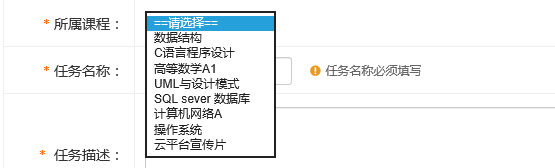 * 所属课程：
==请选择==
数据结构
C语言程序设计
高等数学A1
UML与设计模式
SQL sever 数据库
计算机网络A
操作系统
云平台宣传片
* 任务名称：
任务名称必须填写
* 任务描述：